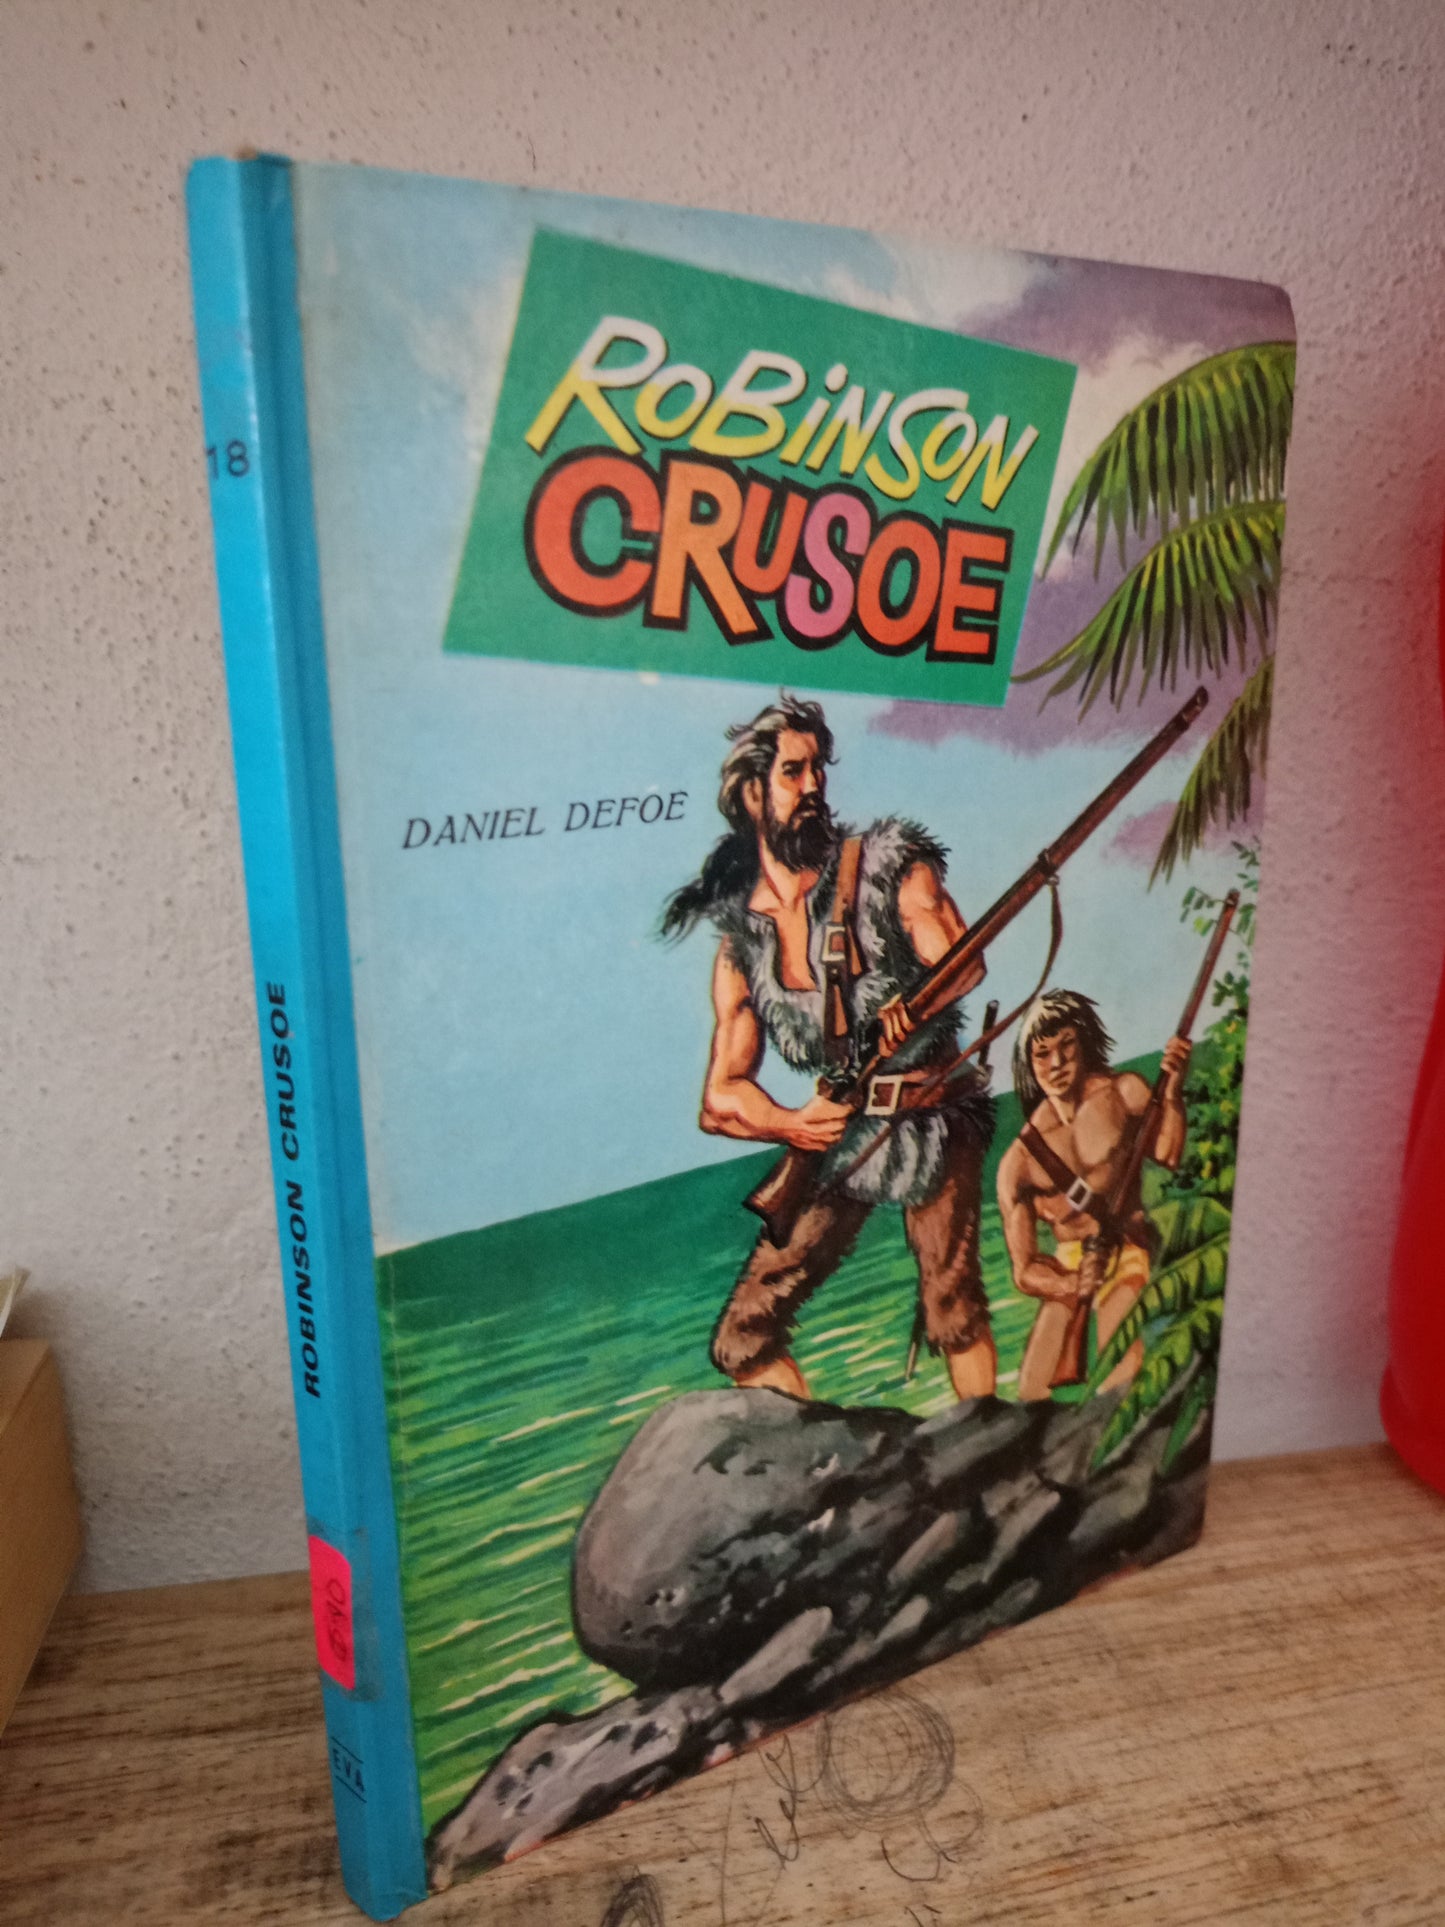 ROBINSON
CRUSOE
DANIEL DEFOE
18
ROBINSON CRUSOE
EVA